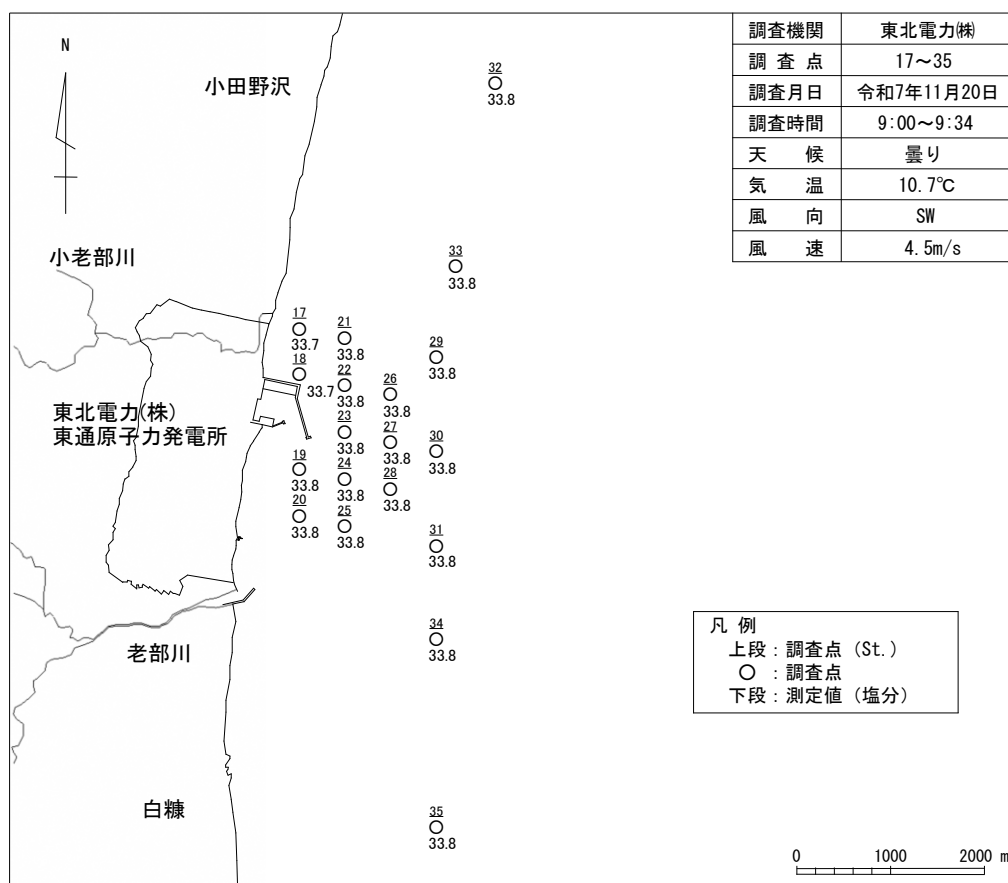 調査機関 東北電力㈱
調査点 17～35
調査月日 令和7年11月20日
調査時間 9:00～9:34
天候 曇り
気温 10.7℃
風向 SW
風速 4.5m/s
N
小田野沢
32
33.8
小老部川
33
33.8
17
33.7
21
33.8
29
33.8
18
33.7
22
33.8
26
33.8
東北電力(株)
東通原子力発電所
23
33.8
27
33.8
30
33.8
19
33.8
24
33.8
28
33.8
20
33.8
25
33.8
31
33.8
34
33.8
老部川
凡例
上段：調査点（St.）
○：調査点
下段：測定値（塩分）
白糠
35
33.8
0 1000 2000 m